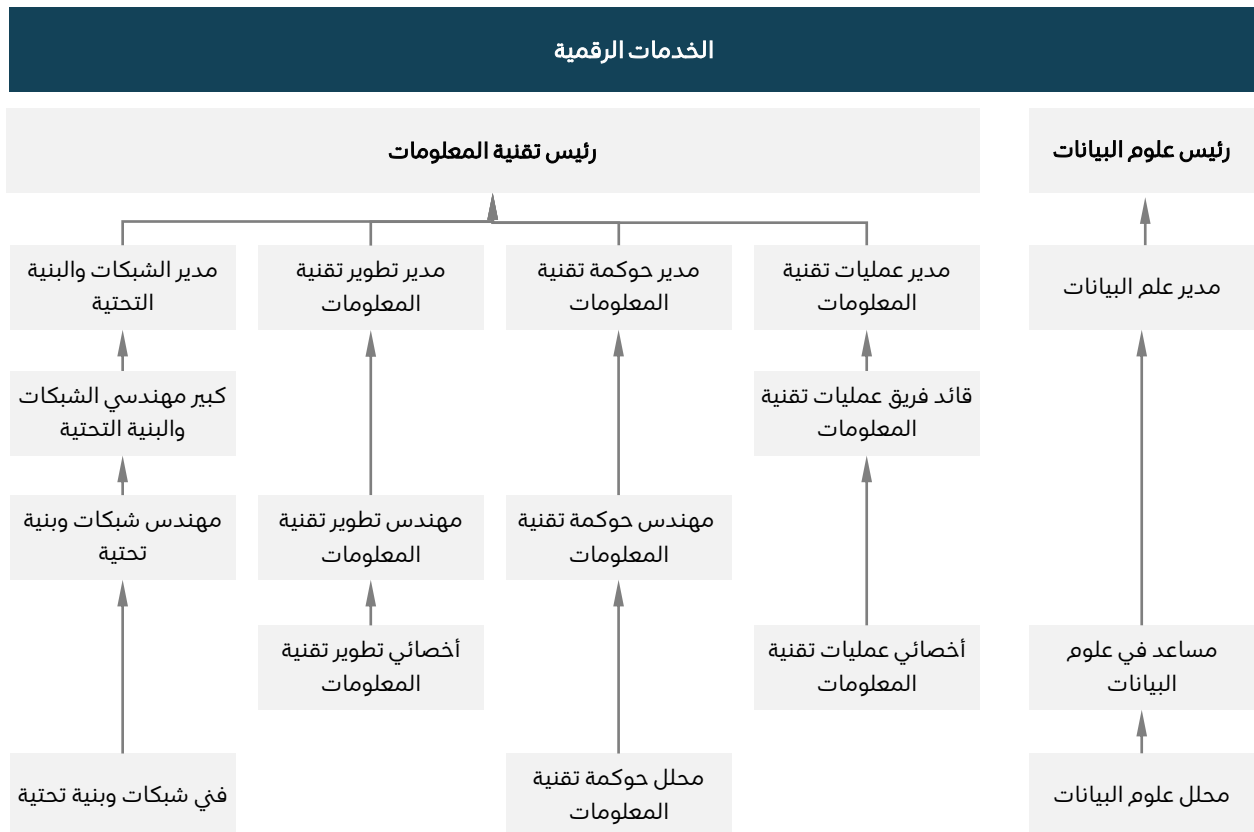 الخدمات الرقمية
رئيس علوم البيانات
رئيس تقنية المعلومات
مدير علم البيانات
مدير عمليات تقنية
المعلومات
مدير حوكمة تقنية
المعلومات
مدير تطوير تقنية
المعلومات
مدير الشبكات والبنية
التحتية
قائد فريق عمليات تقنية
المعلومات
كبير مهندسي الشبكات
والبنية التحتية
مهندس حوكمة تقنية
المعلومات
مهندس تطوير تقنية
المعلومات
مهندس شبكات وبنية
تحتية
مساعد في علوم
البيانات
أخصائي عمليات تقنية
المعلومات
أخصائي تطوير تقنية
المعلومات
محلل علوم البيانات
محلل حوكمة تقنية
المعلومات
فني شبكات وبنية تحتية